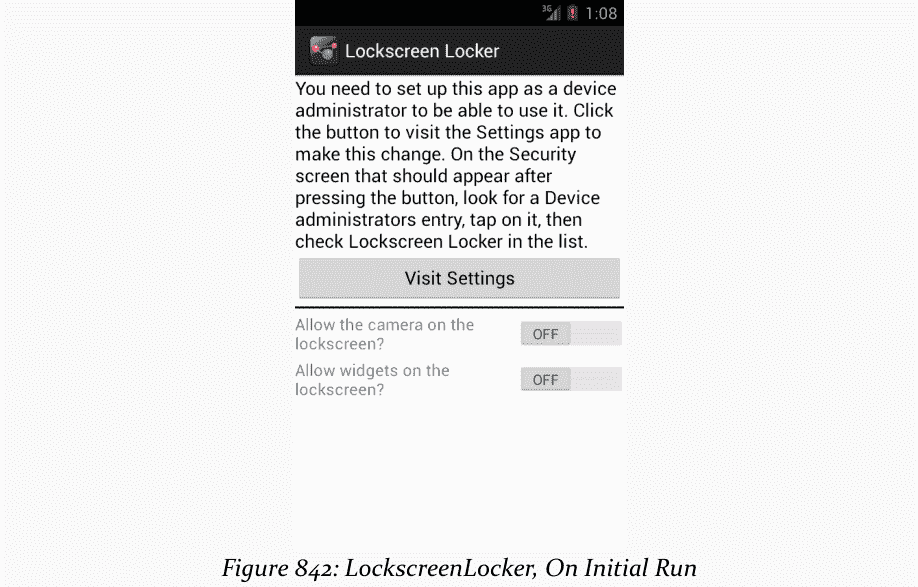 3G 1:08
Lockscreen Locker
You need to set up this app as a device
administrator to be able to use it. Click
the button to visit the Settings app to
make this change. On the Security
screen that should appear after
pressing the button, look for a Device
administrators entry, tap on it, then
check Lockscreen Locker in the list.
Visit Settings
Allow the camera on the
lockscreen?
OFF
Allow widgets on the
lockscreen?
OFF
Figure 842: LockscreenLocker, On Initial Run